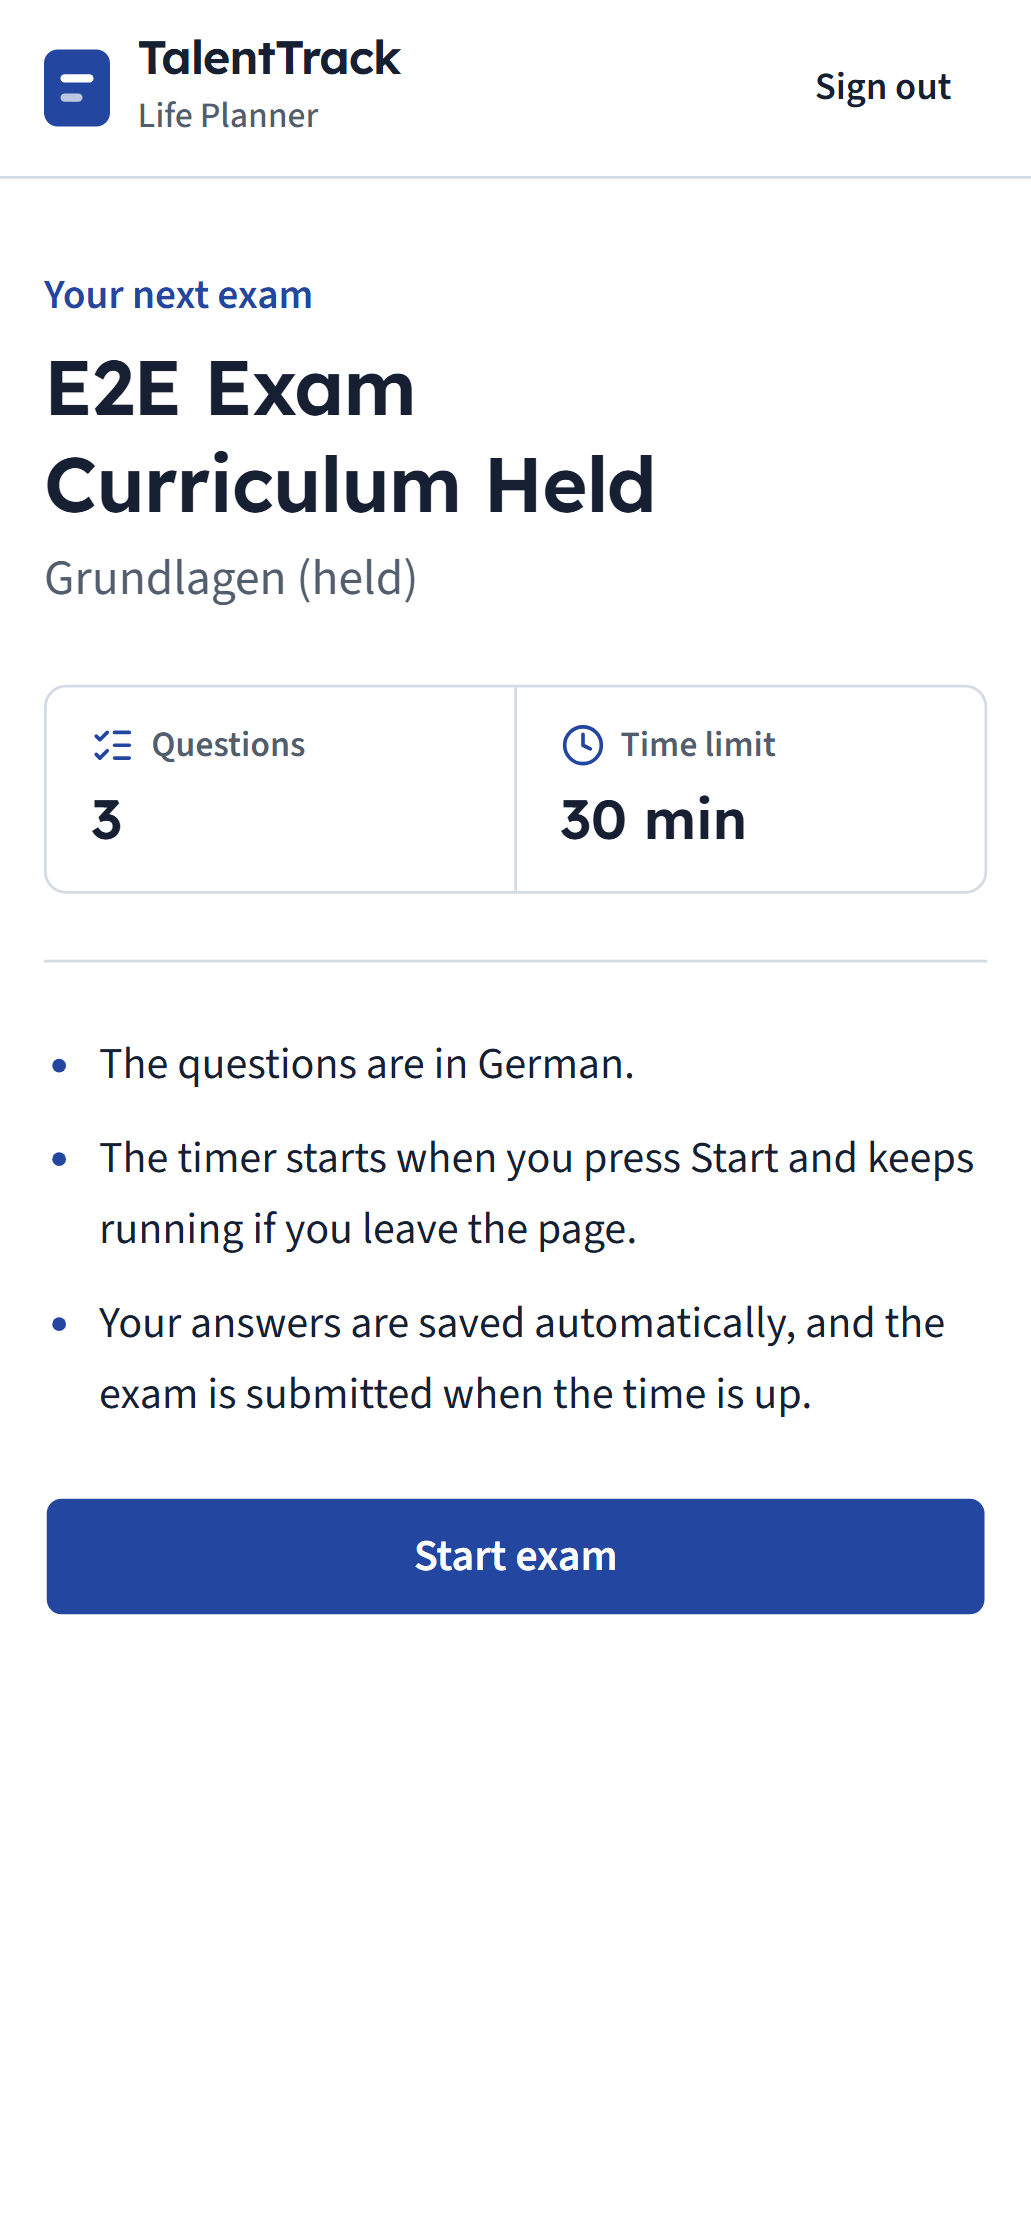 TalentTrack
Life Planner
Sign out
Your next exam
E2E Exam
Curriculum Held
Grundlagen (held)
Questions
3
Time limit
30 min
The questions are in German.
The timer starts when you press Start and keeps
running if you leave the page.
Your answers are saved automatically, and the
exam is submitted when the time is up.
Start exam